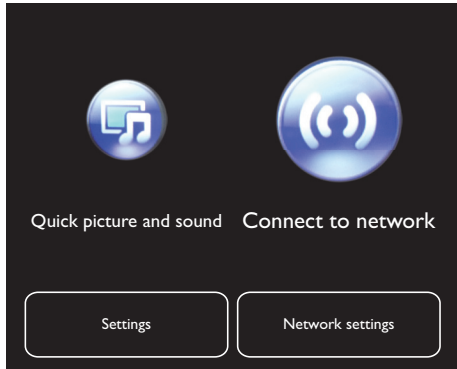 Quick picture and sound
Connect to network
Settings
Network settings